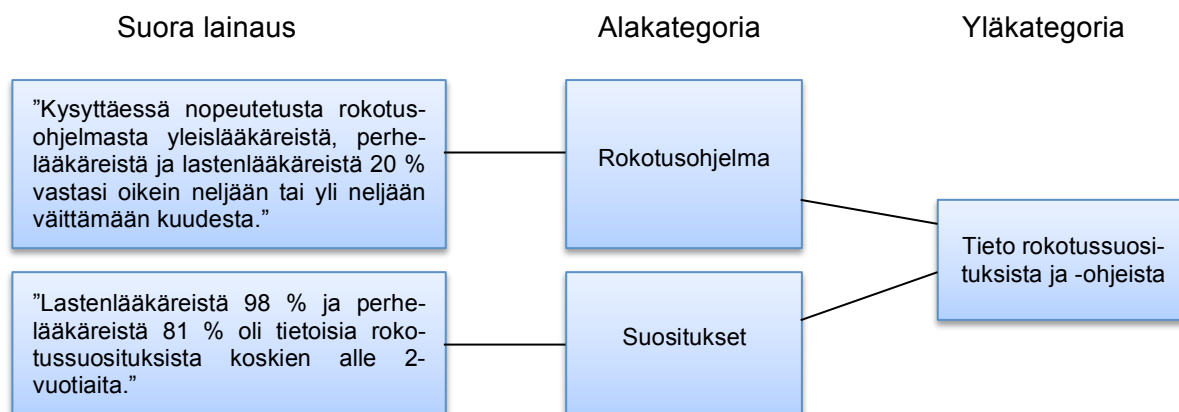 Suora lainaus
Alakategoria
Yläkategoria
”Kysyttäessä nopeutetusta rokotus-
ohjelmasta yleislääkäreistä, perhe-
lääkäreistä ja lastenlääkäreistä 20 %
vastasi oikein neljään tai yli neljään
väittämään kuudesta.”
Rokotusohjelma
Tieto rokotussuosi-
tuksista ja -ohjeista
”Lastenlääkäreistä 98 % ja perhe-
lääkäreistä 81 % oli tietoisia roko-
tussuosituksista koskien alle 2-
vuotiaita.”
Suositukset